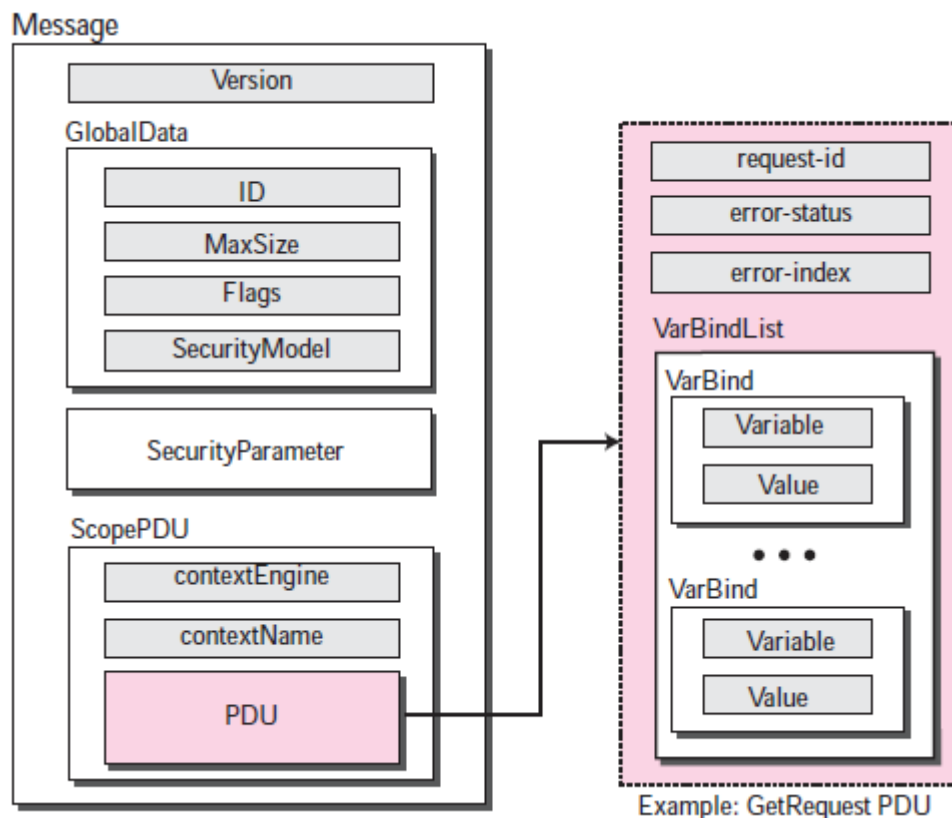 Message
Version
GlobalData
ID
MaxSize
Flags
SecurityModel
SecurityParameter
ScopePDU
contextEngine
contextName
PDU
request-id
error-status
error-index
VarBindList
VarBind
Variable
Value
• • •
VarBind
Variable
Value
Example: GetRequest PDU